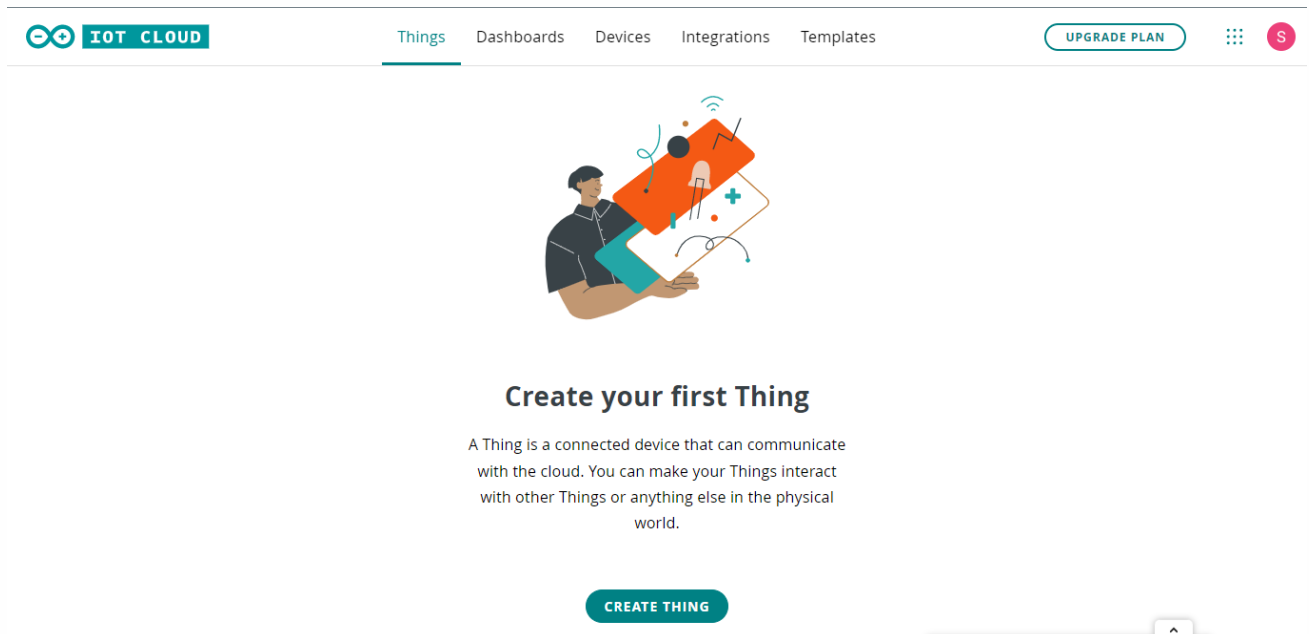 IOT CLOUD
Things
Dashboards
Devices
Integrations
Templates
UPGRADE PLAN
S
Create your first Thing
A Thing is a connected device that can communicate
with the cloud. You can make your Things interact
with other Things or anything else in the physical
world.
CREATE THING